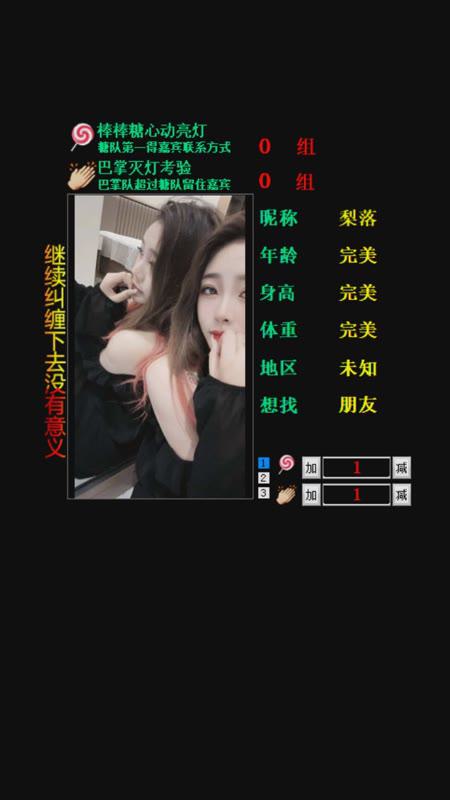 棒棒糖心动亮灯
糖队第一得嘉宾联系方式
0 组
巴掌灭灯考验
巴掌队超过糖队留住嘉宾
0 组
继续纠缠下去没有意义
昵称 梨落
年龄 完美
身高 完美
体重 完美
地区 未知
想找 朋友
1
2
3
加 1 减
加 1 减